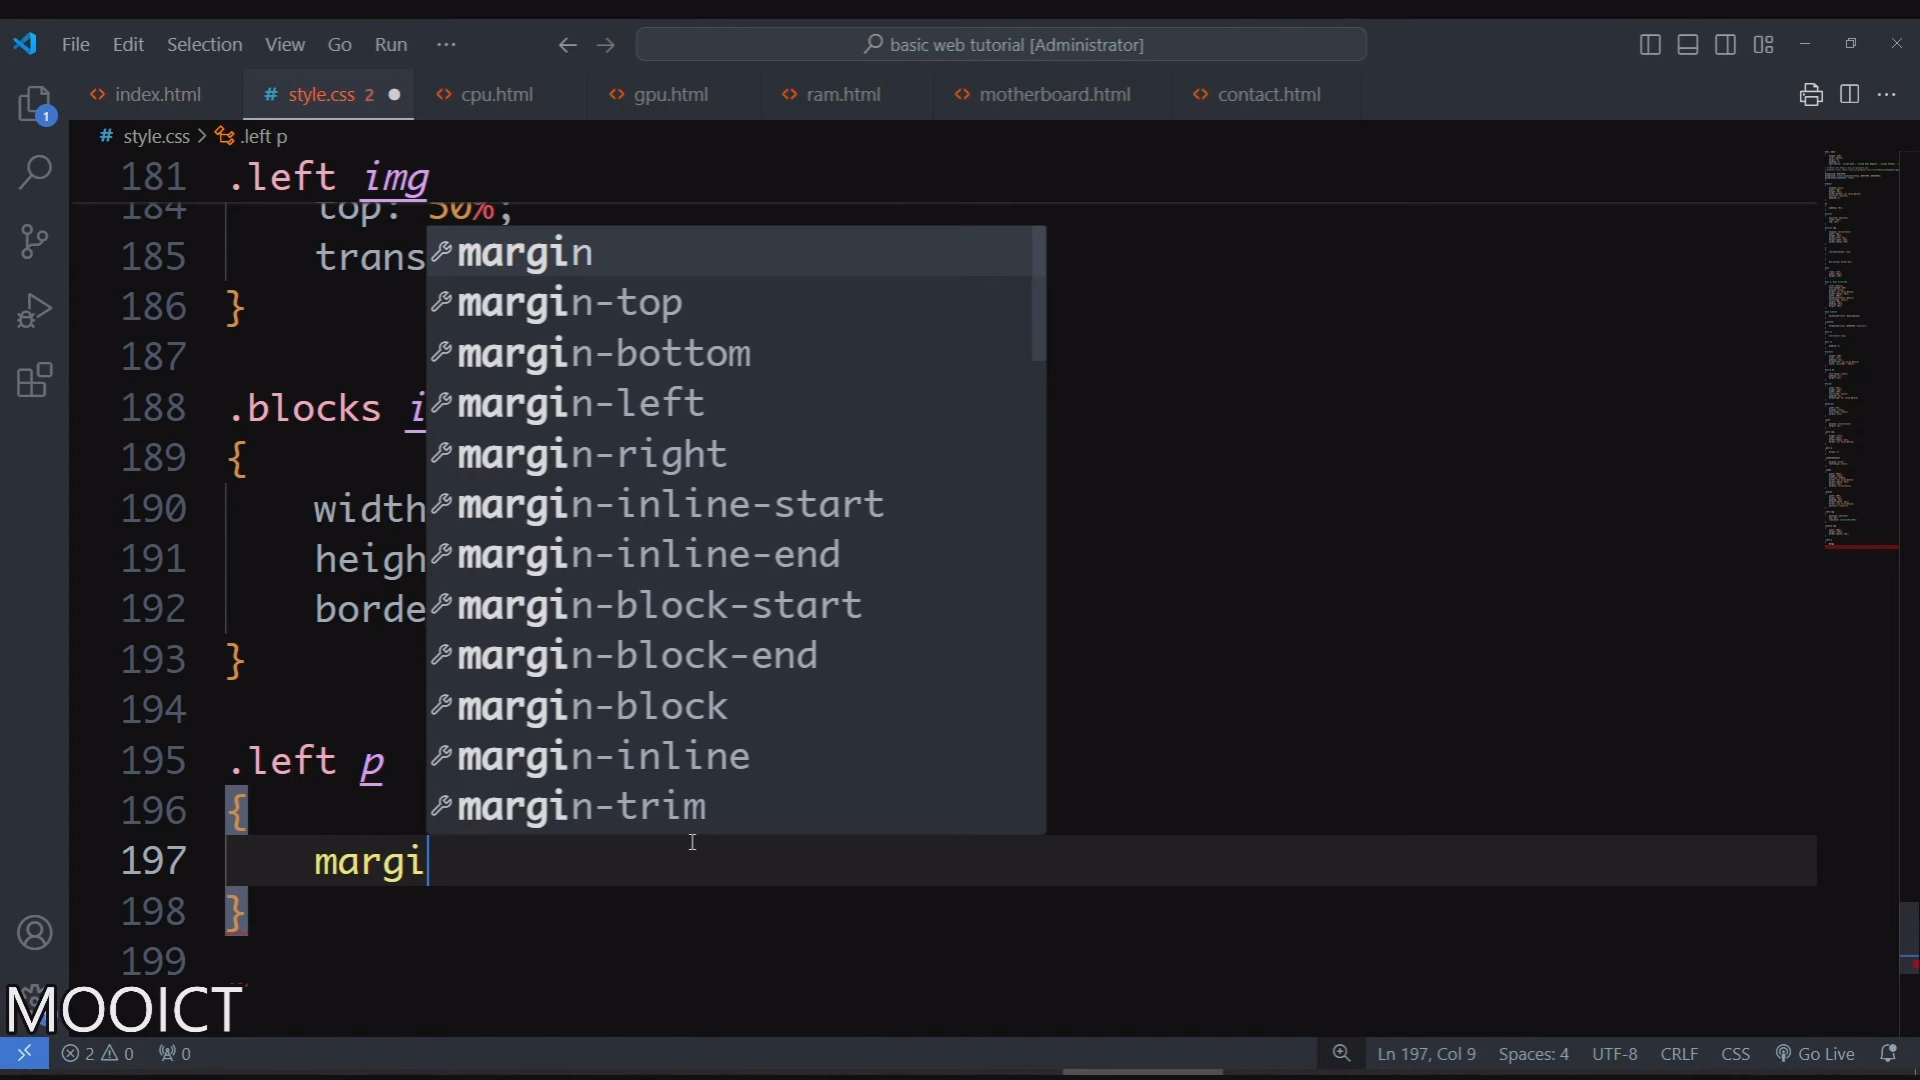 File Edit Selection View Go Run ··· basic web tutorial [Administrator]
index.html # style.css 2 cpu.html gpu.html ram.html motherboard.html contact.html
1
# style.css > .left p
181 .left img
184 top: 50%;
185 trans
186 }
187
188 .blocks i
189 {
190 width
191 heigh
192 borde
193 }
194
195 .left p
196 {
197 margi
198 }
199
margin
margin-top
margin-bottom
margin-left
margin-right
margin-inline-start
margin-inline-end
margin-block-start
margin-block-end
margin-block
margin-inline
margin-trim
MOOICT
2 0 0 Ln 197, Col 9 Spaces: 4 UTF-8 CRLF CSS Go Live